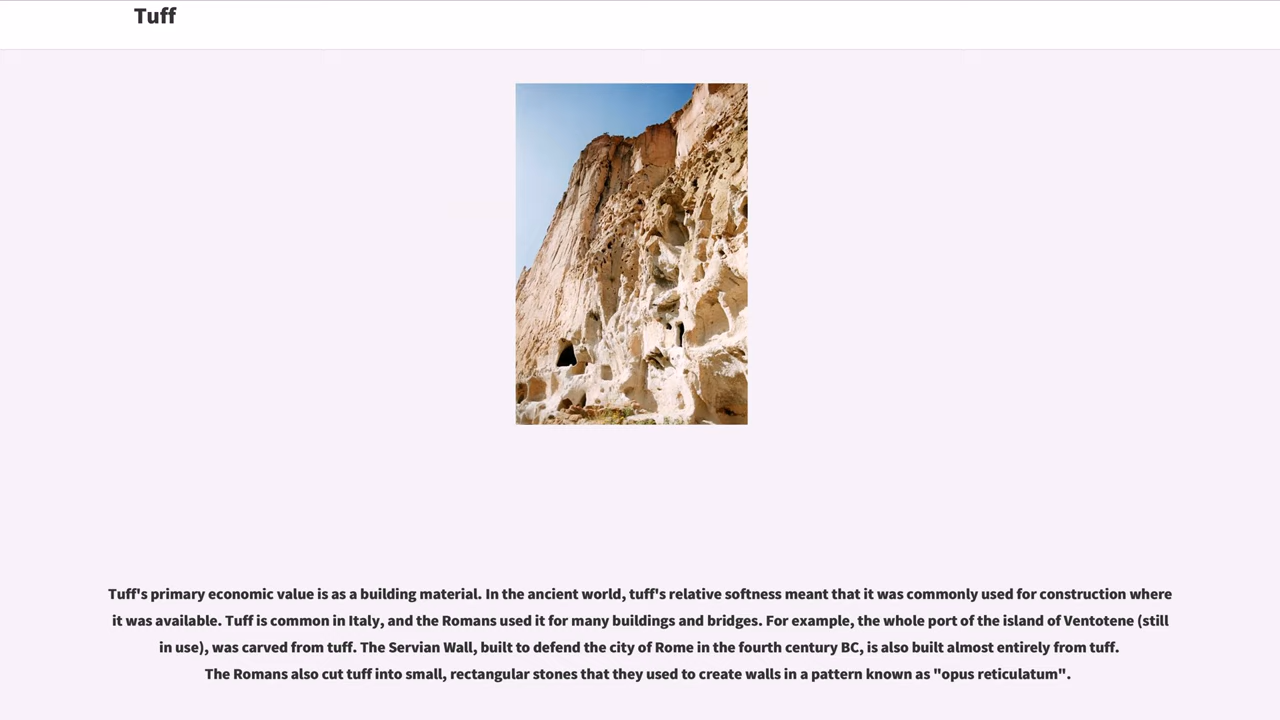 Tuff
Tuff's primary economic value is as a building material. In the ancient world, tuff's relative softness meant that it was commonly used for construction where
it was available. Tuff is common in Italy, and the Romans used it for many buildings and bridges. For example, the whole port of the island of Ventotene (still
in use), was carved from tuff. The Servian Wall, built to defend the city of Rome in the fourth century BC, is also built almost entirely from tuff.
The Romans also cut tuff into small, rectangular stones that they used to create walls in a pattern known as "opus reticulatum".